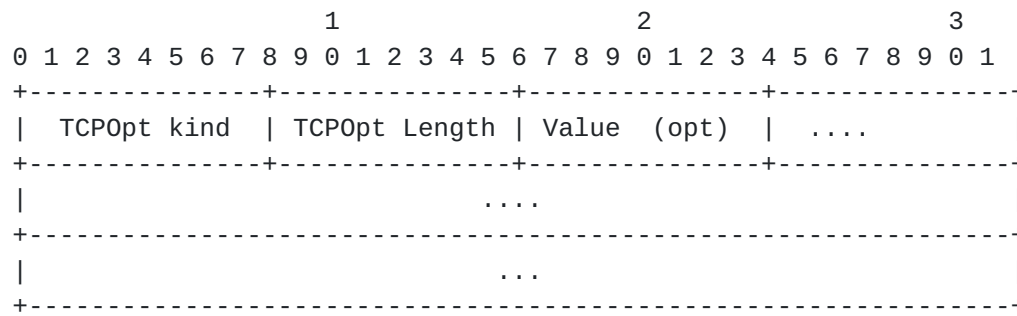 1 2 3
0 1 2 3 4 5 6 7 8 9 0 1 2 3 4 5 6 7 8 9 0 1 2 3 4 5 6 7 8 9 0 1
+---------------+---------------+---------------+---------------+
| TCPOpt kind | TCPOpt Length | Value (opt) | ....
+---------------+---------------+---------------+---------------+
| ....
+---------------------------------------------------------------+
| ...
+---------------------------------------------------------------+